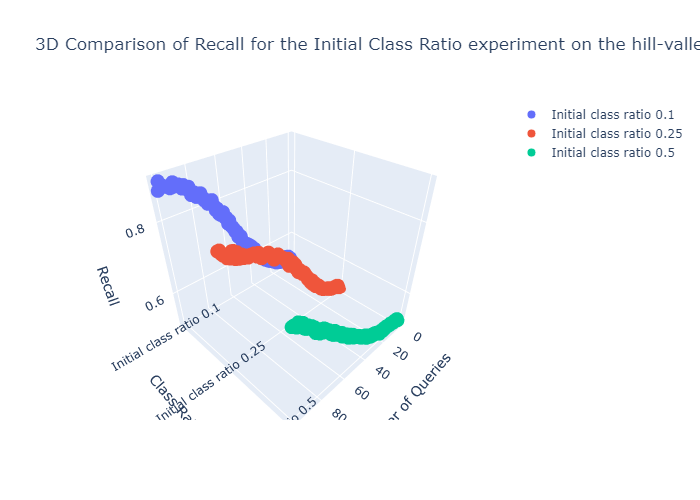 3D Comparison of Recall for the Initial Class Ratio experiment on the hill-valle
Initial class ratio 0.1
Initial class ratio 0.25
Initial class ratio 0.5
0.8
0.6
Recall
Initial class ratio 0.1
Initial class ratio 0.25
0.5
Class
0
20
40
60
80
of Queries